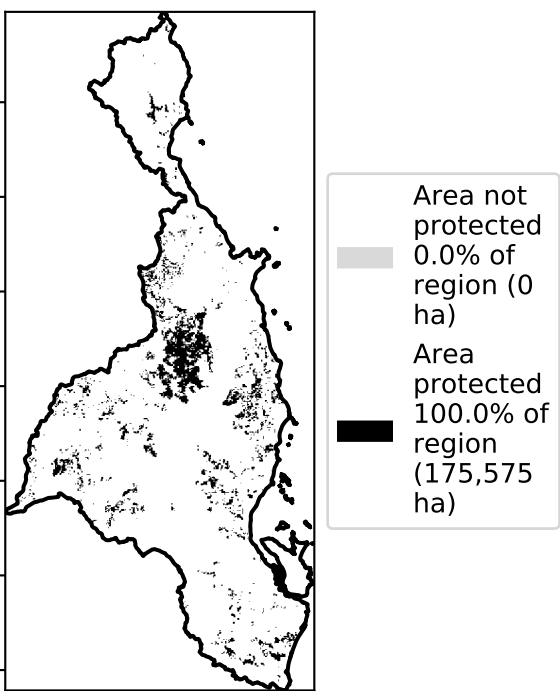 Area not
protected
0.0% of
region (0
ha)
Area
protected
100.0% of
region
(175,575
ha)